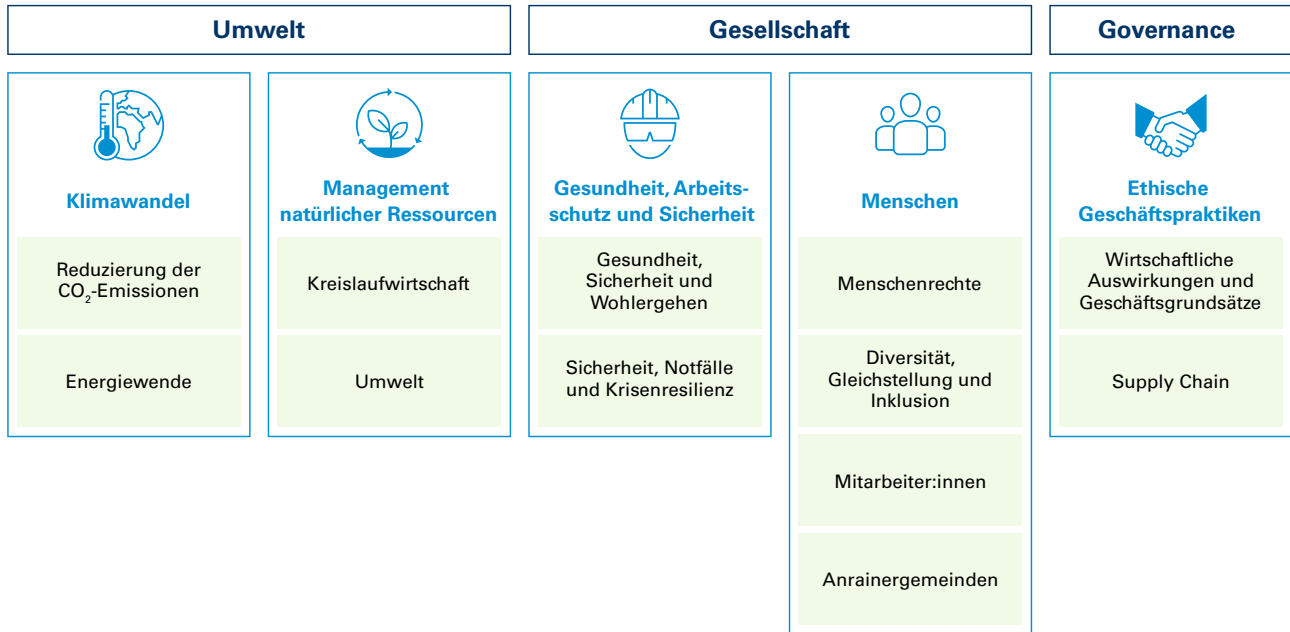 Umwelt
Gesellschaft
Governance
Klimawandel
Reduzierung der
CO₂-Emissionen
Energiewende
Management
natürlicher Ressourcen
Kreislaufwirtschaft
Umwelt
Gesundheit, Arbeits-
schutz und Sicherheit
Gesundheit,
Sicherheit und
Wohlergehen
Sicherheit, Notfälle
und Krisenresilienz
Menschen
Menschenrechte
Diversität,
Gleichstellung und
Inklusion
Mitarbeiter:innen
Anrainergemeinden
Ethische
Geschäftspraktiken
Wirtschaftliche
Auswirkungen und
Geschäftsgrundsätze
Supply Chain